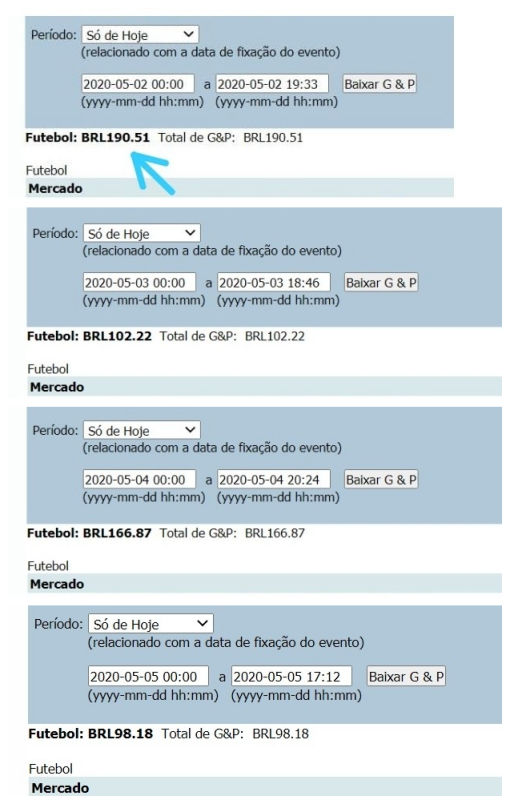 Período: Só de Hoje
(relacionado com a data de fixação do evento)
2020-05-02 00:00 a 2020-05-02 19:33 Baixar G & P
(yyyy-mm-dd hh:mm) (yyyy-mm-dd hh:mm)
Futebol: BRL190.51 Total de G&P: BRL190.51
Futebol
Mercado
Período: Só de Hoje
(relacionado com a data de fixação do evento)
2020-05-03 00:00 a 2020-05-03 18:46 Baixar G & P
(yyyy-mm-dd hh:mm) (yyyy-mm-dd hh:mm)
Futebol: BRL102.22 Total de G&P: BRL102.22
Futebol
Mercado
Período: Só de Hoje
(relacionado com a data de fixação do evento)
2020-05-04 00:00 a 2020-05-04 20:24 Baixar G & P
(yyyy-mm-dd hh:mm) (yyyy-mm-dd hh:mm)
Futebol: BRL166.87 Total de G&P: BRL166.87
Futebol
Mercado
Período: Só de Hoje
(relacionado com a data de fixação do evento)
2020-05-05 00:00 a 2020-05-05 17:12 Baixar G & P
(yyyy-mm-dd hh:mm) (yyyy-mm-dd hh:mm)
Futebol: BRL98.18 Total de G&P: BRL98.18
Futebol
Mercado